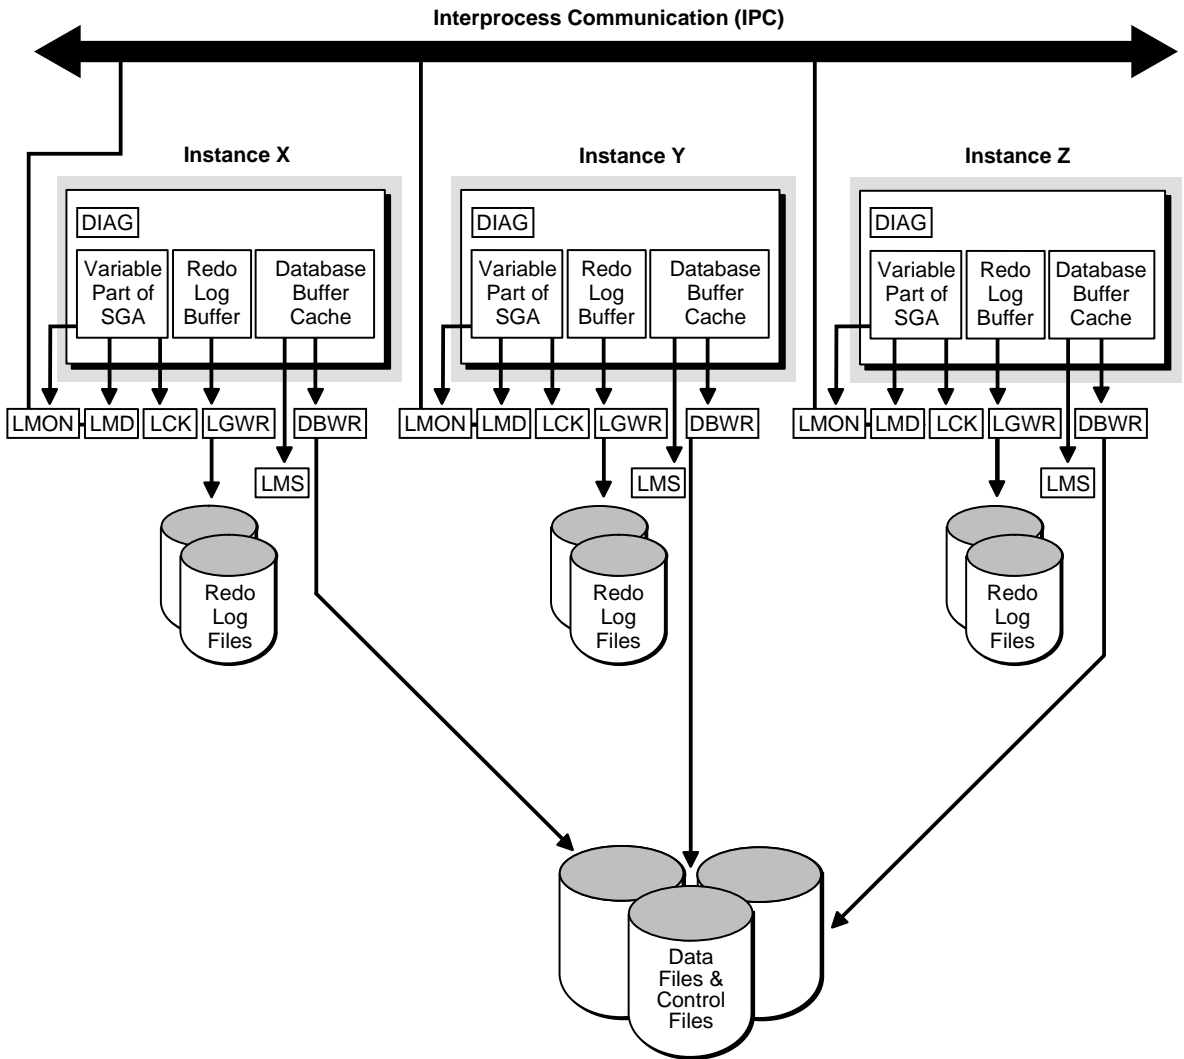 Interprocess Communication (IPC)
Instance X
Instance Y
Instance Z
DIAG
Variable
Part of
SGA
Redo
Log
Buffer
Database
Buffer
Cache
LMON
LMD
LCK
LGWR
DBWR
LMS
Redo
Log
Files
DIAG
Variable
Part of
SGA
Redo
Log
Buffer
Database
Buffer
Cache
LMON
LMD
LCK
LGWR
DBWR
LMS
Redo
Log
Files
DIAG
Variable
Part of
SGA
Redo
Log
Buffer
Database
Buffer
Cache
LMON
LMD
LCK
LGWR
DBWR
LMS
Redo
Log
Files
Data
Files &
Control
Files